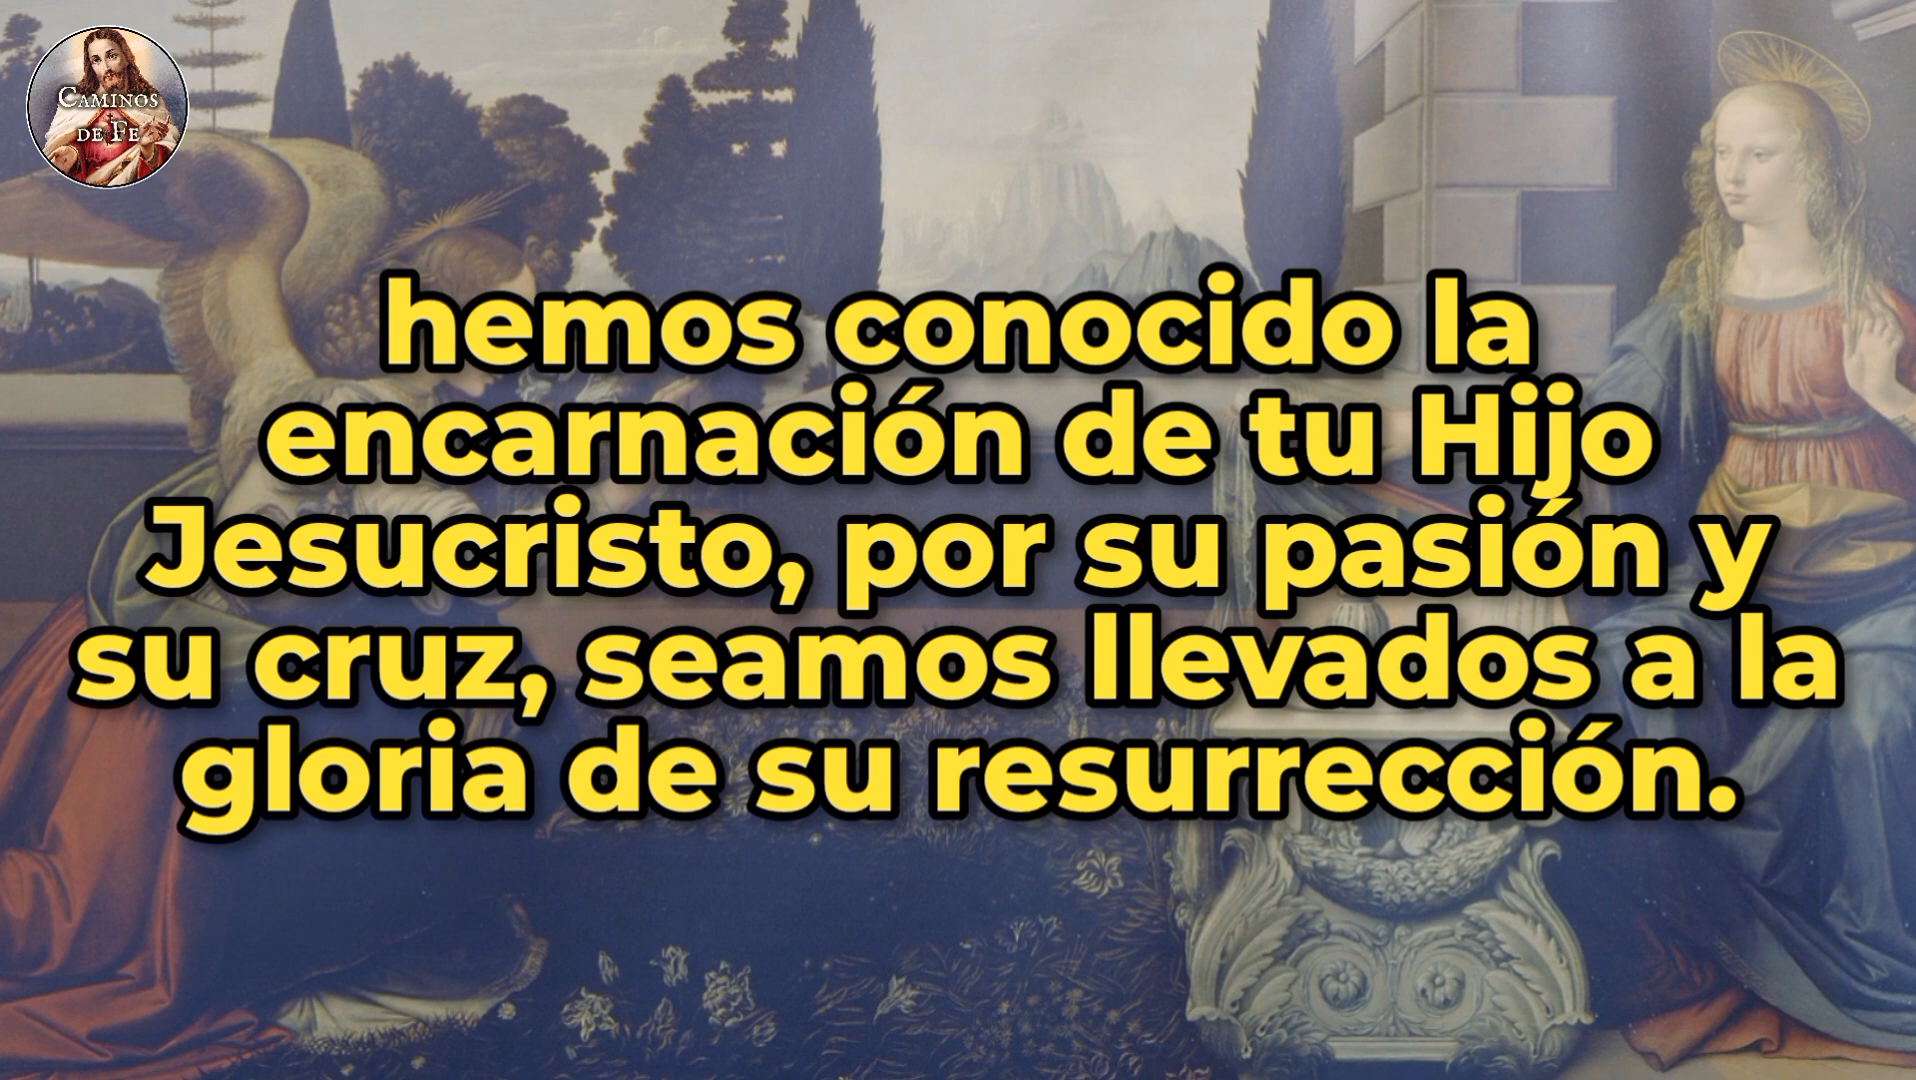 CAMINOS
DE FE
hemos conocido la
encarnación de tu Hijo
Jesucristo, por su pasión y
su cruz, seamos llevados a la
gloria de su resurrección.